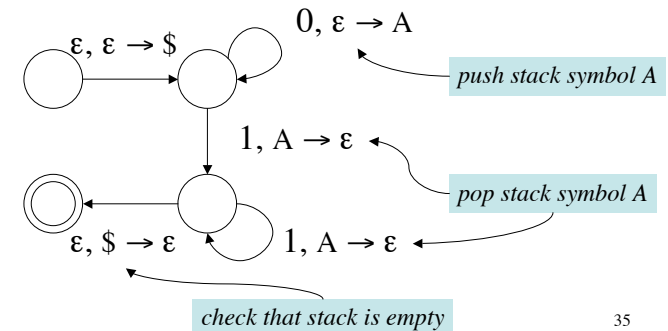 0, ε → A
ε, ε → $
push stack symbol A
1, A → ε
pop stack symbol A
ε, $ → ε
1, A → ε
check that stack is empty
35